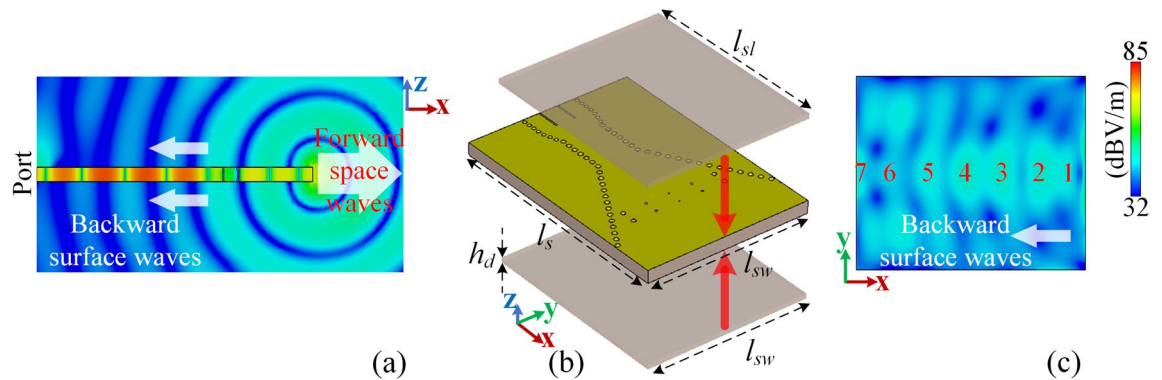 Port
z
x
Forward
space
waves
Backward
surface waves
(a)
l_sl
l_s
l_sw
h_d
z
y
x
l_sw
(b)
7 6 5 4 3 2 1
Backward
surface waves
y
x
(c)
85
(dBV/m)
32